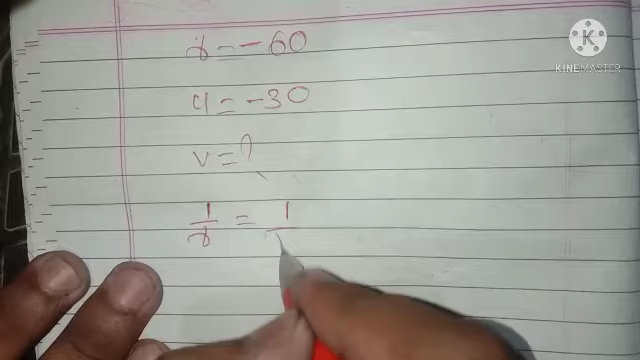 f = - 60
u = - 30
v = ?
1/f = 1/
KINEMASTER